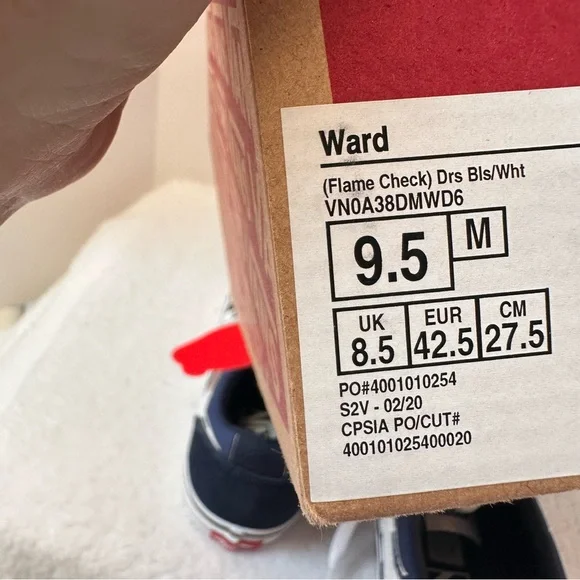 Ward
(Flame Check) Drs Bls/Wht
VN0A38DMWD6
9.5 M
UK EUR CM
8.5 42.5 27.5
PO#4001010254
S2V - 02/20
CPSIA PO/CUT#
400101025400020